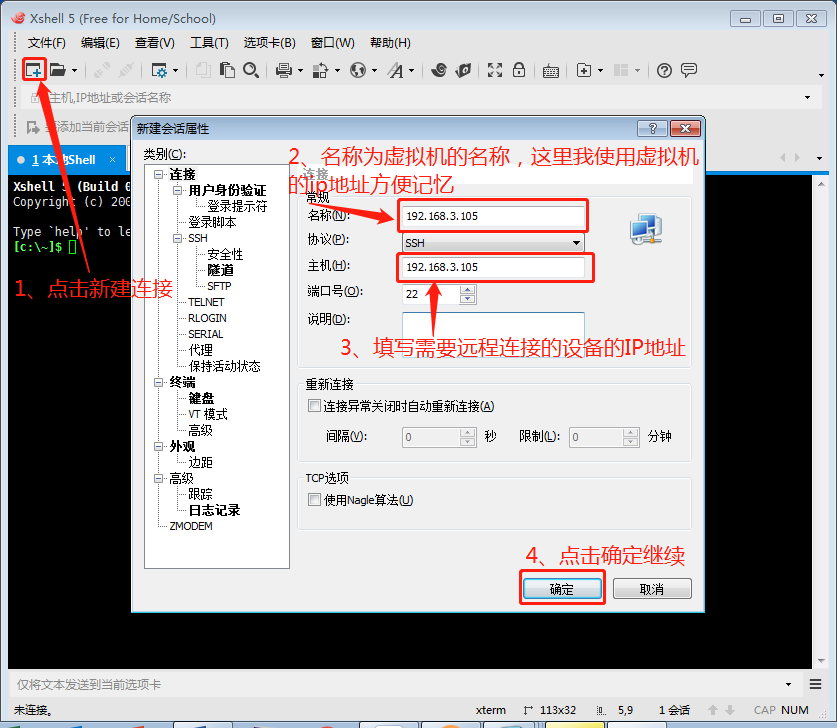 Xshell 5 (Free for Home/School)
文件(F) 编辑(E) 查看(V) 工具(T) 选项卡(B) 窗口(W) 帮助(H)
主机,IP地址或会话名称
添加当前会话
1 本地Shell
Xshell 5 (Build 0
Copyright (c) 200
Type `help' to le
[c:\~]$
1、点击新建连接
新建会话属性
类别(C):
连接
用户身份验证
登录提示符
登录脚本
SSH
安全性
隧道
SFTP
TELNET
RLOGIN
SERIAL
代理
保持活动状态
终端
键盘
VT 模式
高级
外观
边距
高级
跟踪
日志记录
ZMODEM
连接
2、名称为虚拟机的名称，这里我使用虚拟机
的ip地址方便记忆
常规
名称(N): 192.168.3.105
协议(P): SSH
主机(H): 192.168.3.105
端口号(O): 22
说明(D):
3、填写需要远程连接的设备的IP地址
重新连接
连接异常关闭时自动重新连接(A)
间隔(V): 0 秒 限制(L): 0 分钟
TCP选项
使用Nagle算法(U)
4、点击确定继续
确定 取消
仅将文本发送到当前选项卡
未连接。 xterm 113x32 5,9 1 会话 CAP NUM